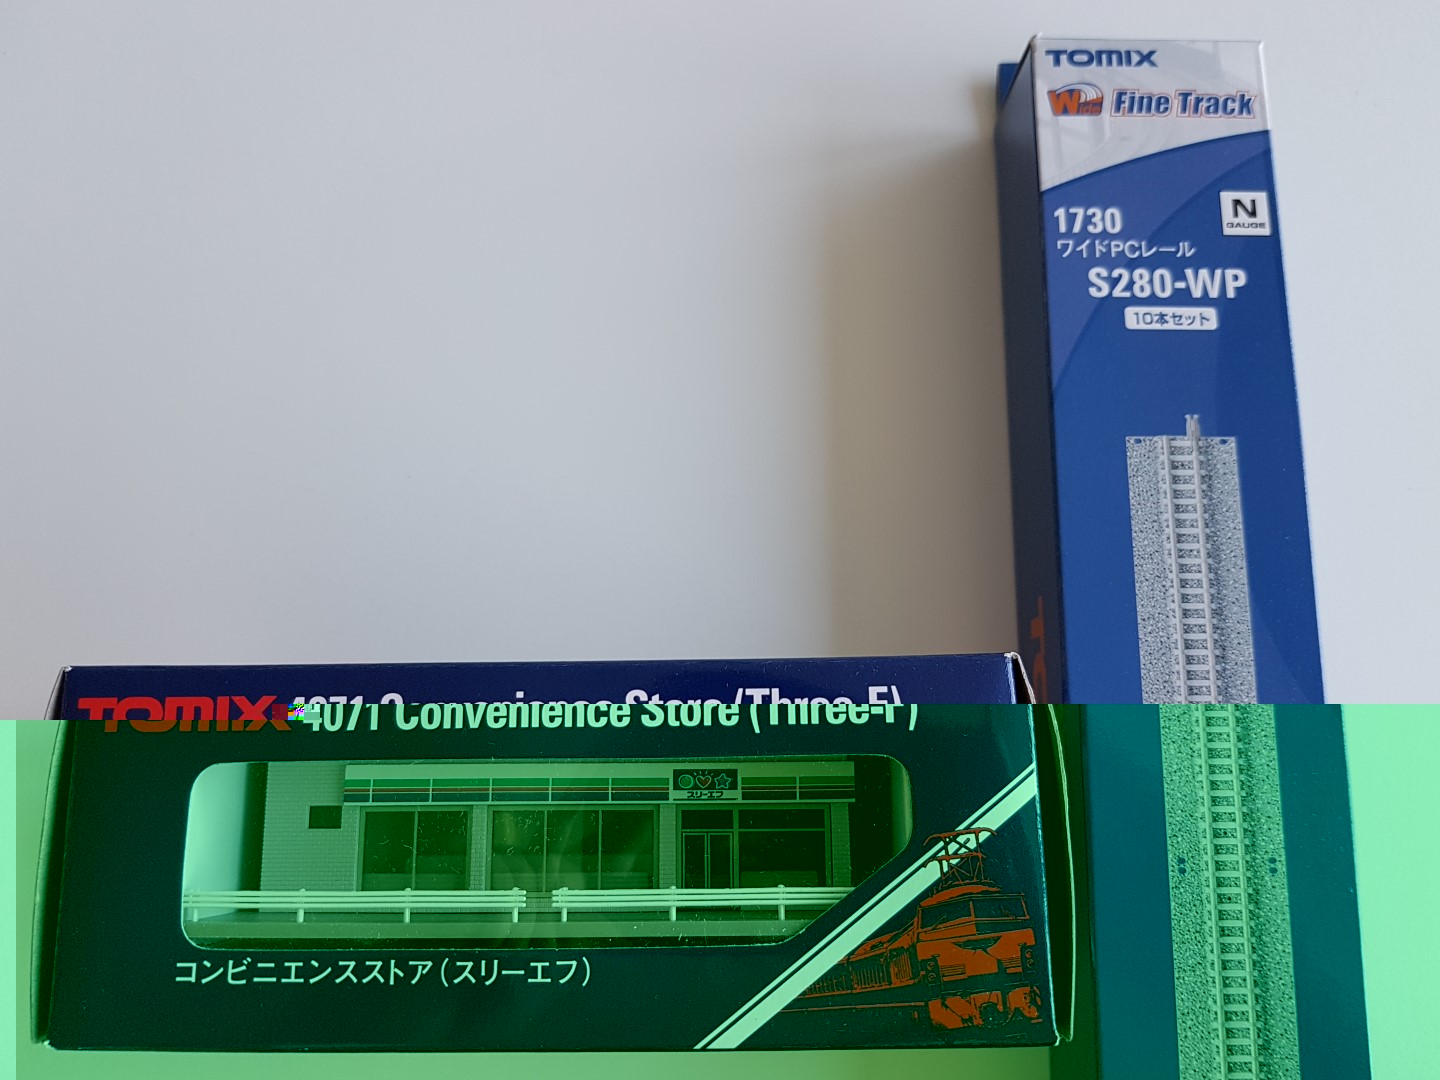 TOMIX
Wide Fine Track
1730
N
GAUGE
ワイドPCレール
S280-WP
10本セット
TOMIX 4071 Convenience Store (Three-F)
スリーエフ
コンビニエンスストア(スリーエフ)